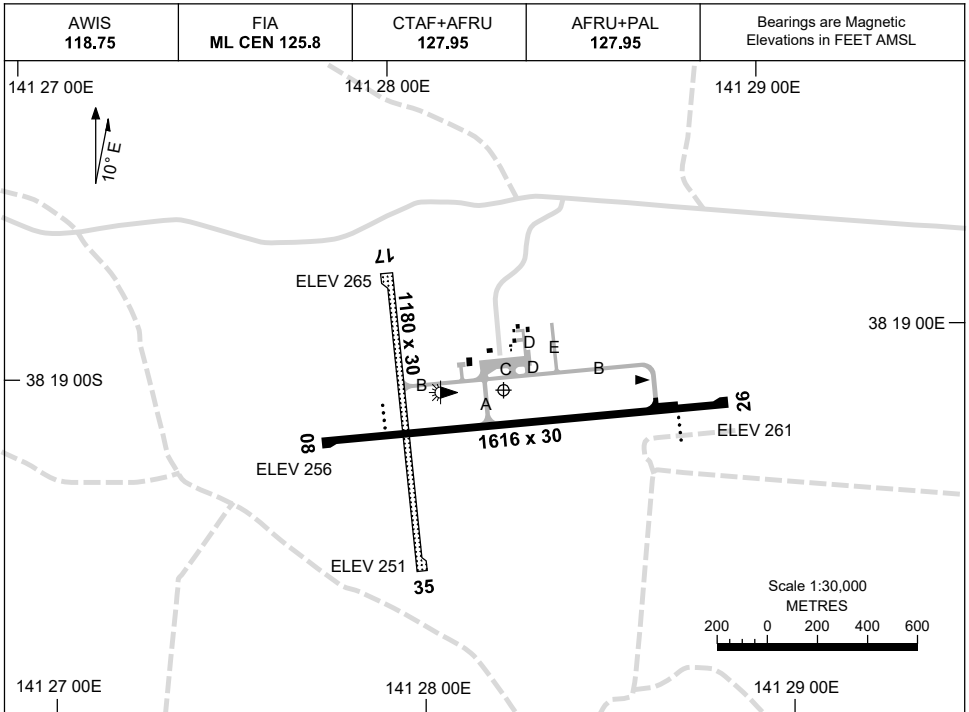 AWIS
118.75
FIA
ML CEN 125.8
CTAF+AFRU
127.95
AFRU+PAL
127.95
Bearings are Magnetic
Elevations in FEET AMSL
141 27 00E
141 28 00E
141 29 00E
10° E
17
ELEV 265
1180 x 30
38 19 00E
D
E
C
D
B
38 19 00S
B
A
26
08
1616 x 30
ELEV 261
ELEV 256
ELEV 251
35
Scale 1:30,000
METRES
200 0 200 400 600
141 27 00E
141 28 00E
141 29 00E